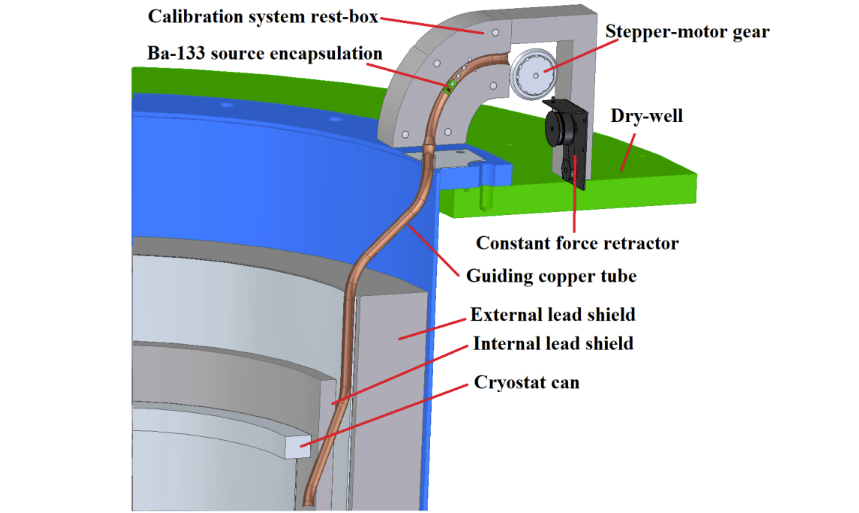 Calibration system rest-box
Stepper-motor gear
Ba-133 source encapsulation
Dry-well
Constant force retractor
Guiding copper tube
External lead shield
Internal lead shield
Cryostat can